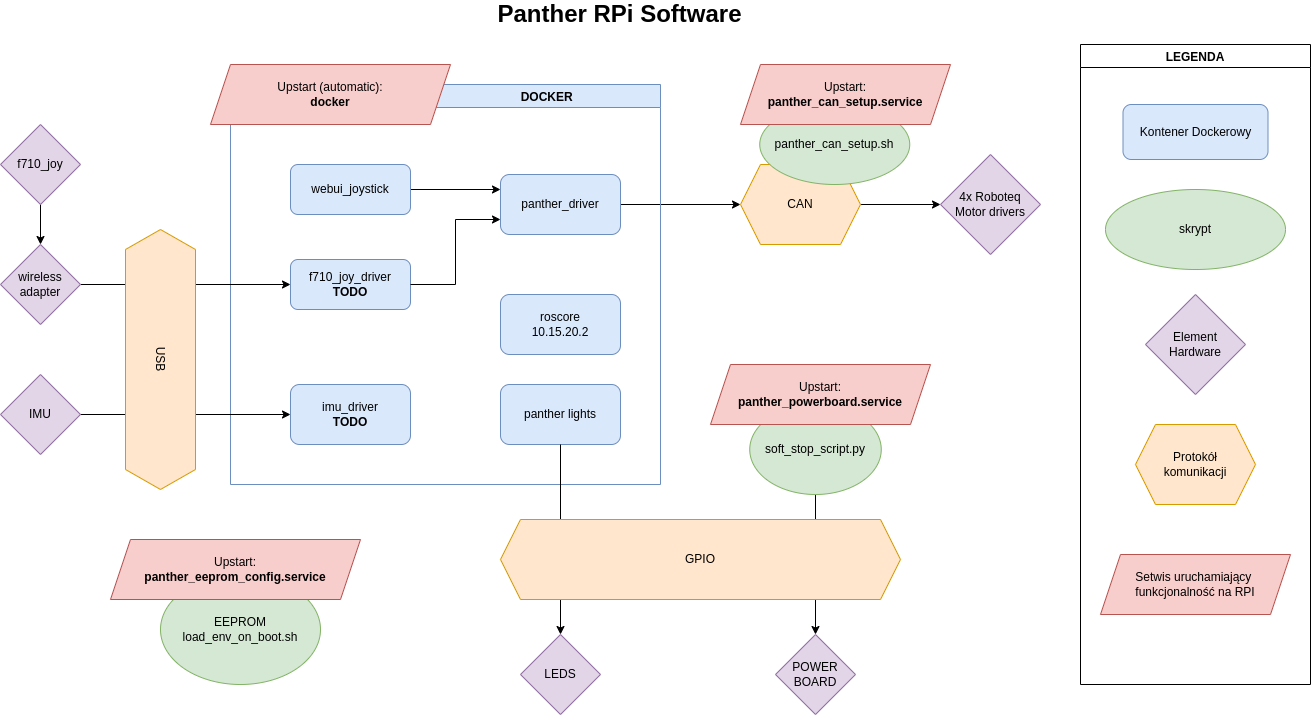 Panther RPi Software
Upstart (automatic):
docker
DOCKER
Upstart:
panther_can_setup.service
panther_can_setup.sh
f710_joy
webui_joystick
panther_driver
CAN
4x Roboteq
Motor drivers
wireless
adapter
f710_joy_driver
TODO
roscore
10.15.20.2
USB
IMU
imu_driver
TODO
panther lights
Upstart:
panther_powerboard.service
soft_stop_script.py
GPIO
Upstart:
panther_eeprom_config.service
EEPROM
load_env_on_boot.sh
LEDS
POWER
BOARD
LEGENDA
Kontener Dockerowy
skrypt
Element
Hardware
Protokół
komunikacji
Setwis uruchamiający
funkcjonalność na RPI